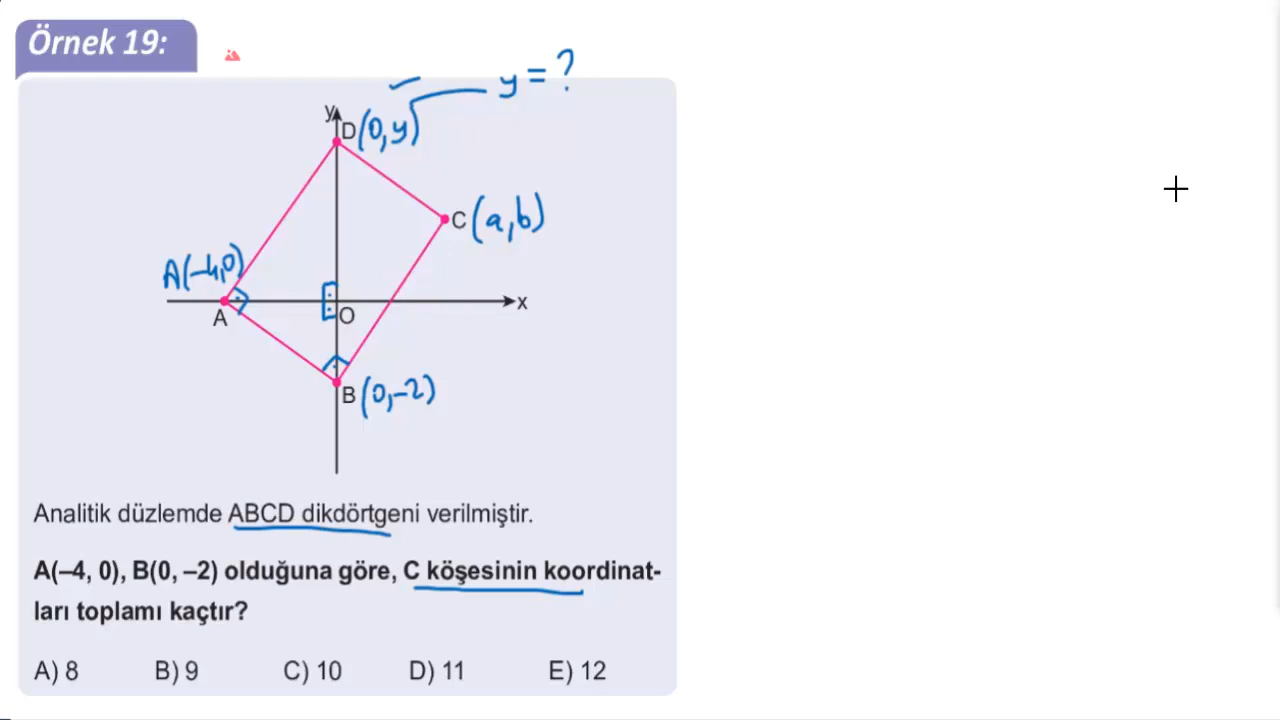 Örnek 19:
y = ?
y
D (0, y)
C (a, b)
A(-4,0)
x
A
O
B (0, -2)
Analitik düzlemde ABCD dikdörtgeni verilmiştir.
A(–4, 0), B(0, –2) olduğuna göre, C köşesinin koordinat-
ları toplamı kaçtır?
A) 8 B) 9 C) 10 D) 11 E) 12